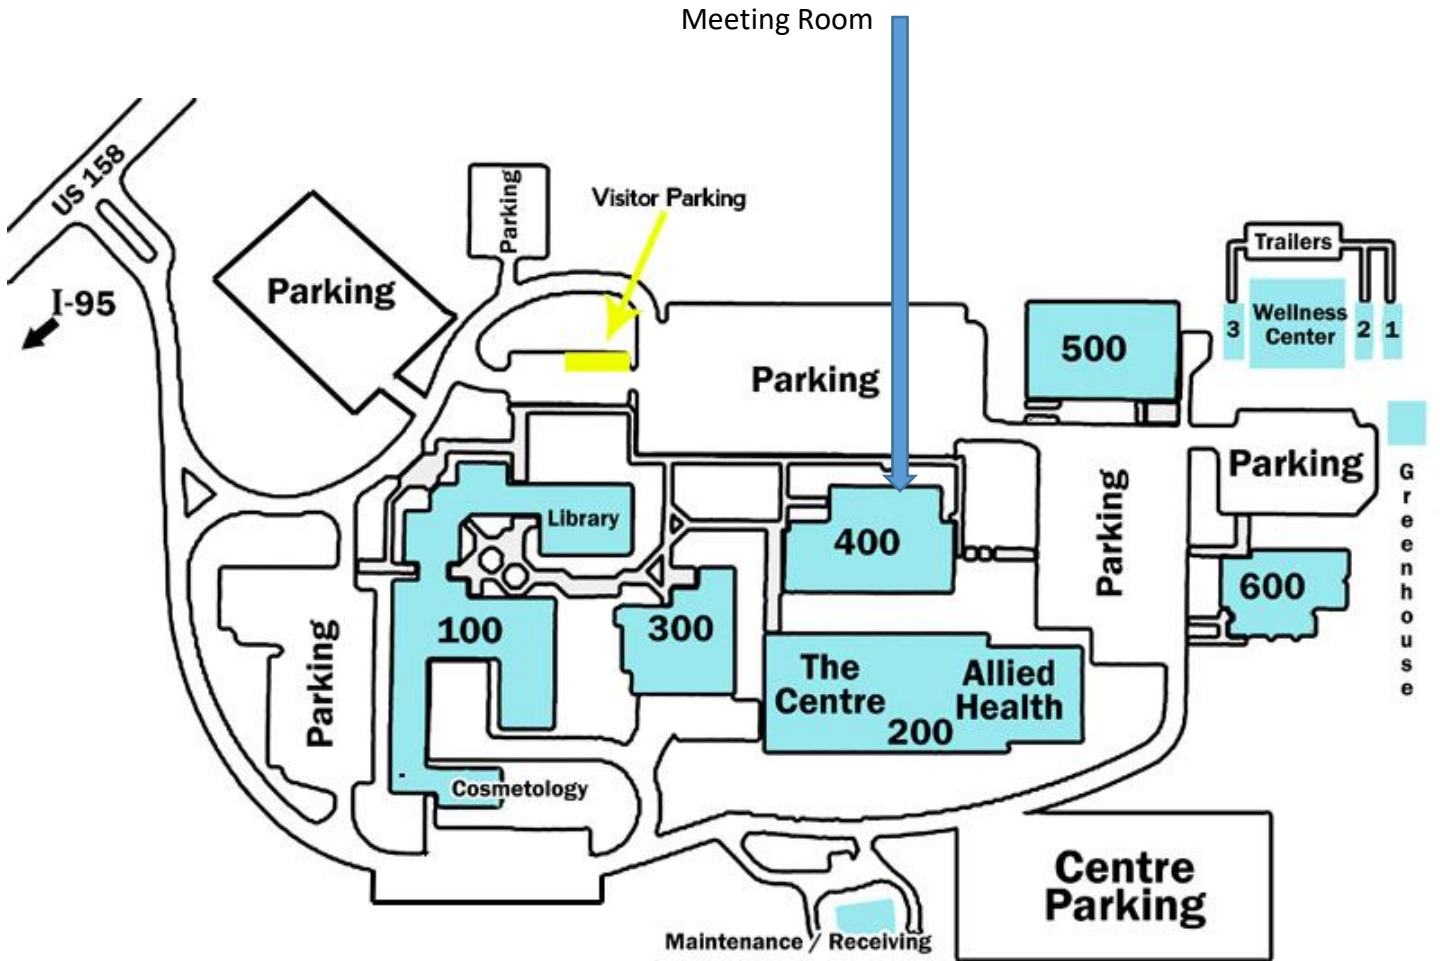 Meeting Room
US 158
I-95
Parking
Parking
Visitor Parking
Parking
500
Trailers
3
Wellness
Center
2
1
Parking
Greenhouse
Parking
Library
400
600
100
300
Parking
The
Centre
Allied
Health
200
Cosmetology
Centre
Parking
Maintenance / Receiving